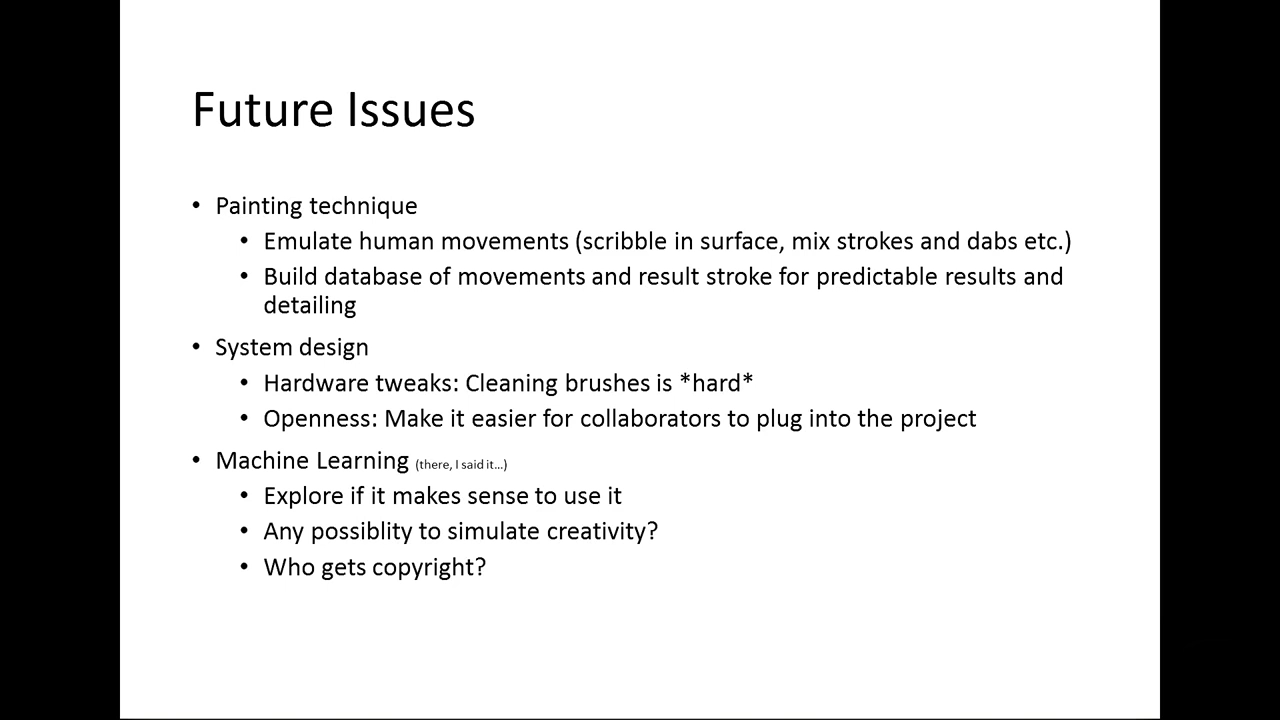 Future Issues
• Painting technique
• Emulate human movements (scribble in surface, mix strokes and dabs etc.)
• Build database of movements and result stroke for predictable results and
detailing
• System design
• Hardware tweaks: Cleaning brushes is *hard*
• Openness: Make it easier for collaborators to plug into the project
• Machine Learning (there, I said it...)
• Explore if it makes sense to use it
• Any possiblity to simulate creativity?
• Who gets copyright?